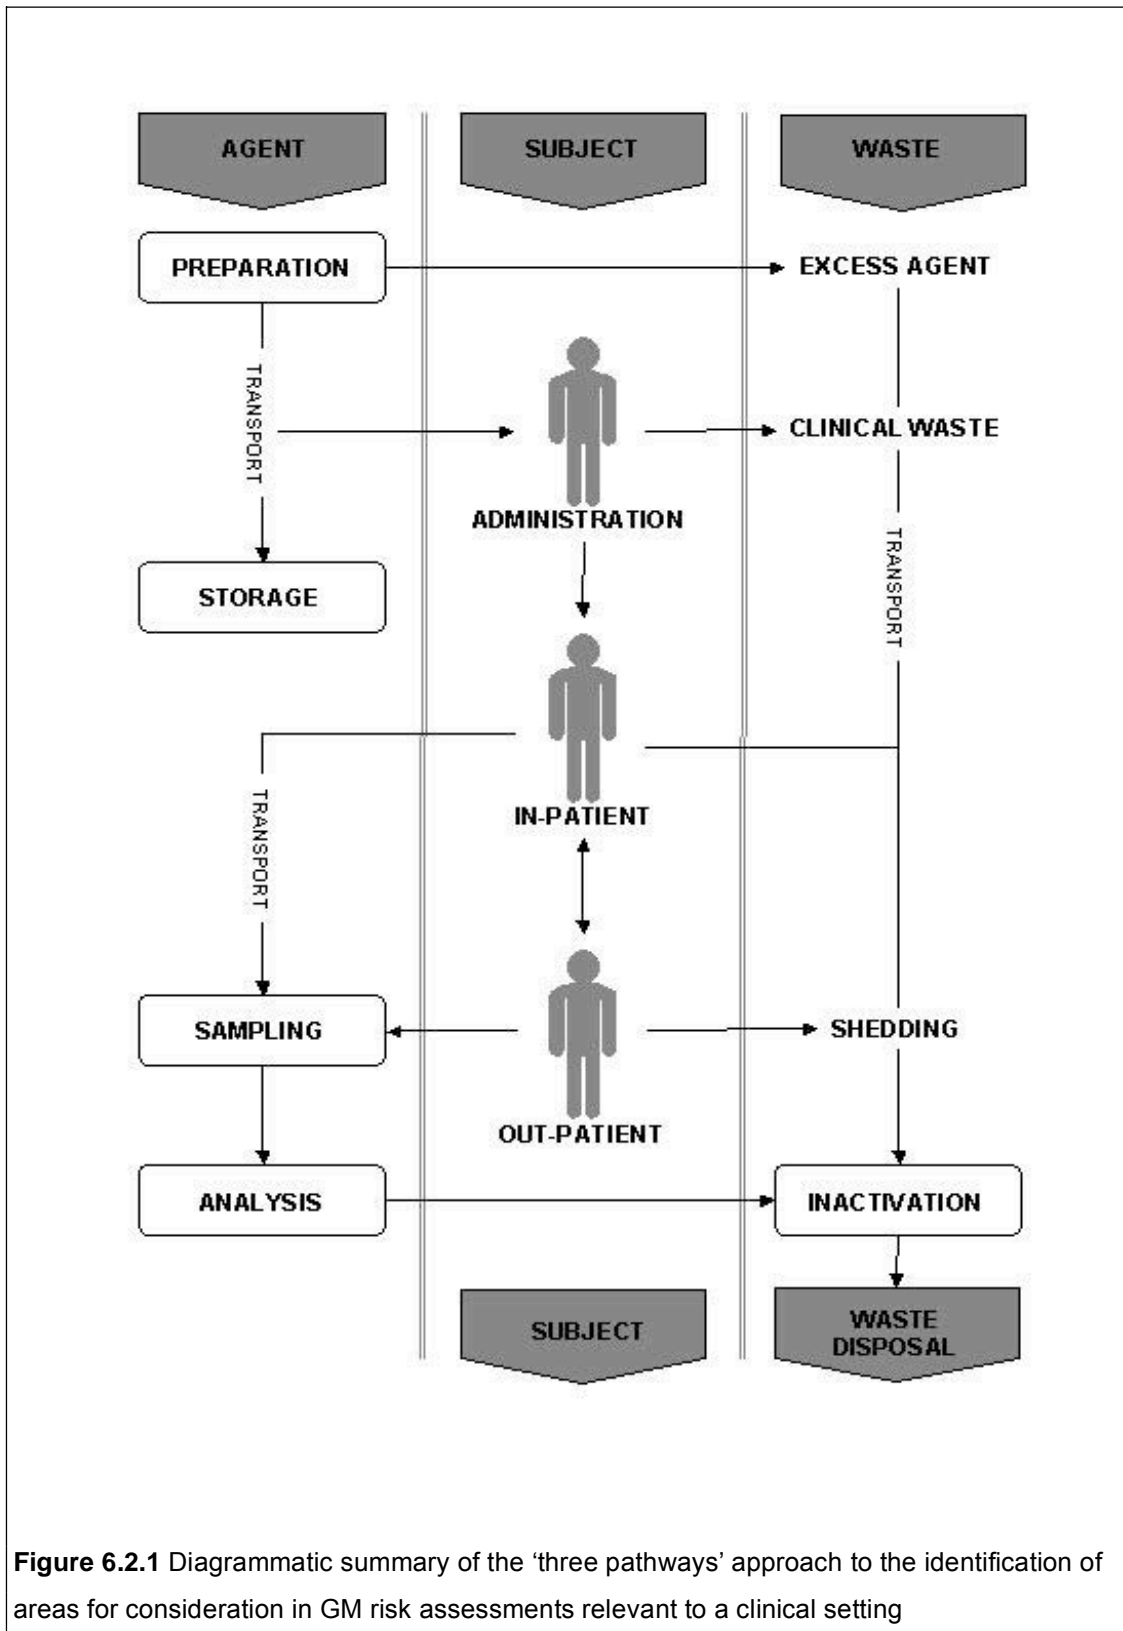 AGENT
SUBJECT
WASTE
PREPARATION
EXCESS AGENT
TRANSPORT
CLINICAL WASTE
ADMINISTRATION
STORAGE
TRANSPORT
IN-PATIENT
TRANSPORT
SAMPLING
SHEDDING
OUT-PATIENT
ANALYSIS
INACTIVATION
SUBJECT
WASTE
DISPOSAL
Figure 6.2.1 Diagrammatic summary of the ‘three pathways’ approach to the identification of
areas for consideration in GM risk assessments relevant to a clinical setting